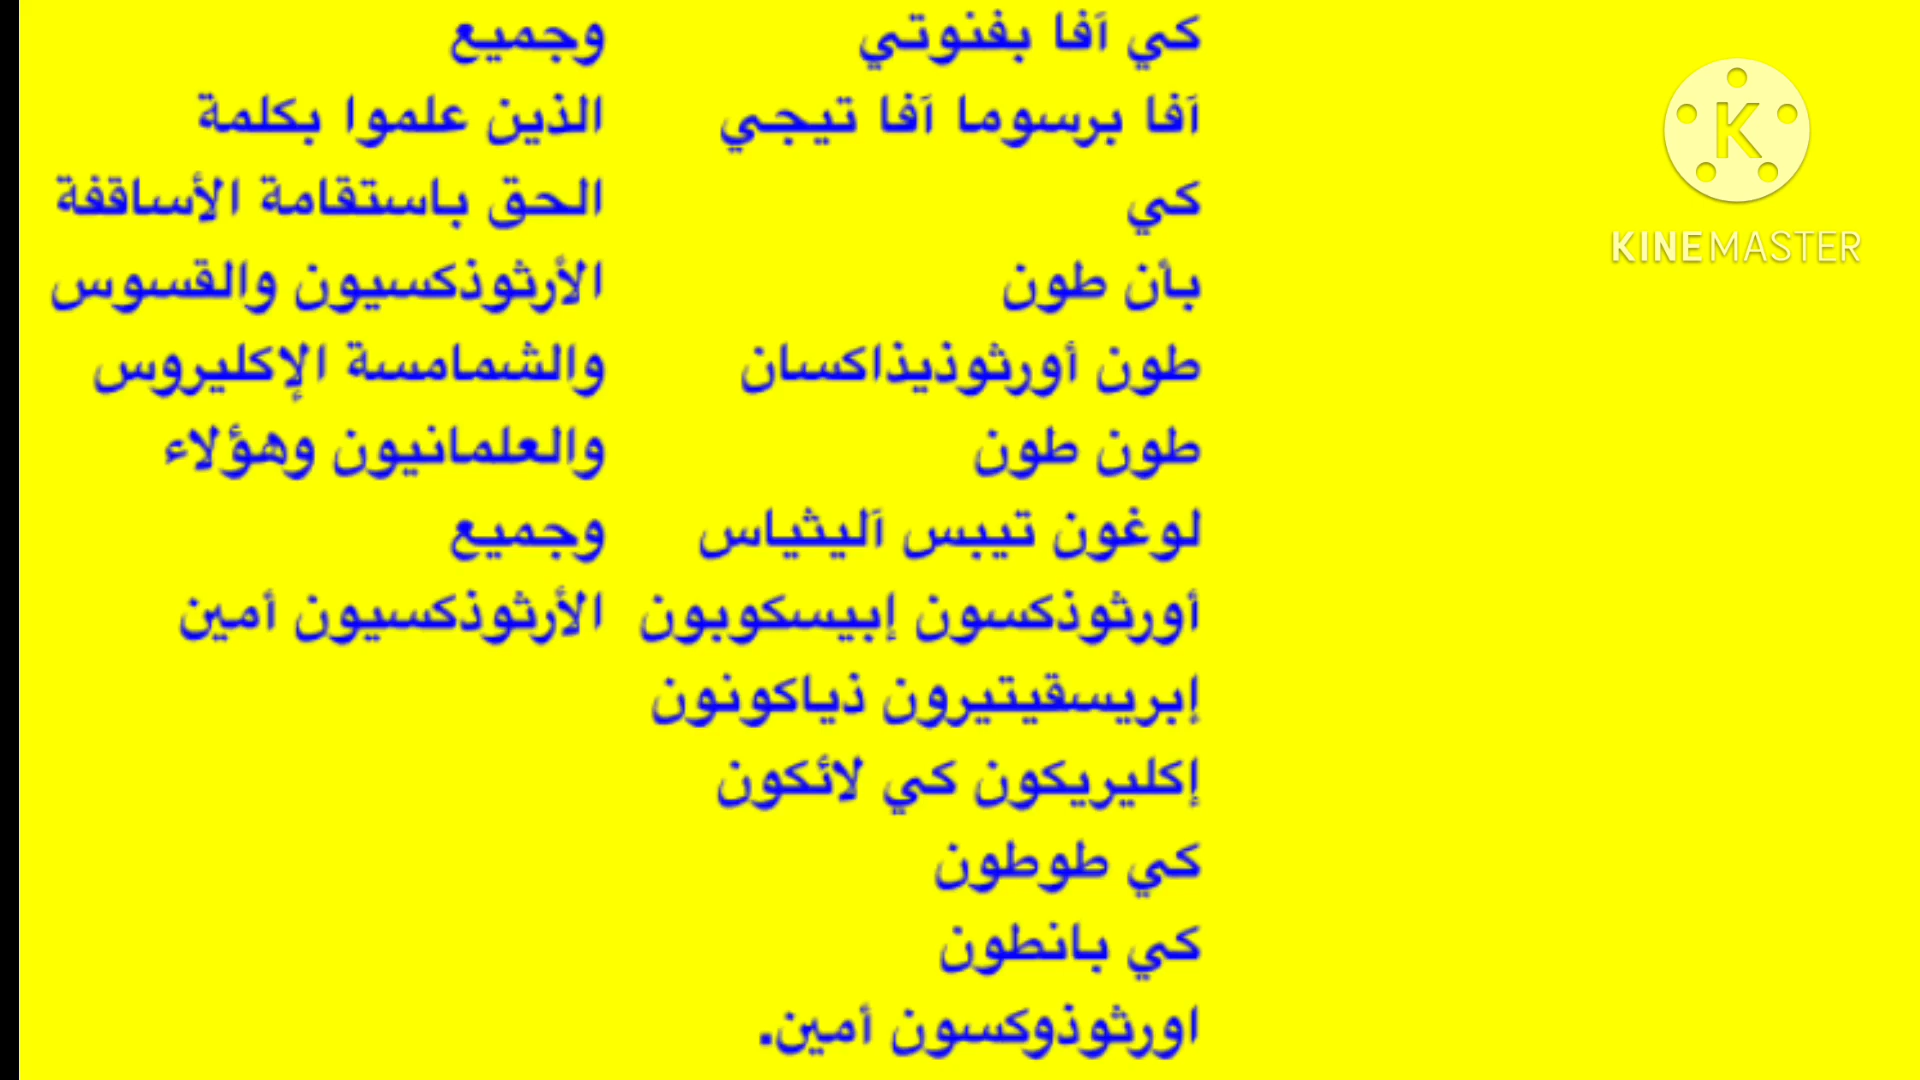 كي آفا بفنوتي
آفا برسوما آفا تيجي
كي
بأن طون
طون أورثوذيذاكسان
طون طون
لوغون تيبس آليثياس
أورثوذكسون إبيسكوبون
إبريسقيتيرون ذياكونون
إكليريكون كي لائكون
كي طوطون
كي بانطون
اورثوذوكسون أمين.
وجميع
الذين علموا بكلمة
الحق باستقامة الأساقفة
الأرثوذكسيون والقسوس
والشمامسة الإكليروس
والعلمانيون وهؤلاء
وجميع
الأرثوذكسيون أمين
K
KINEMASTER